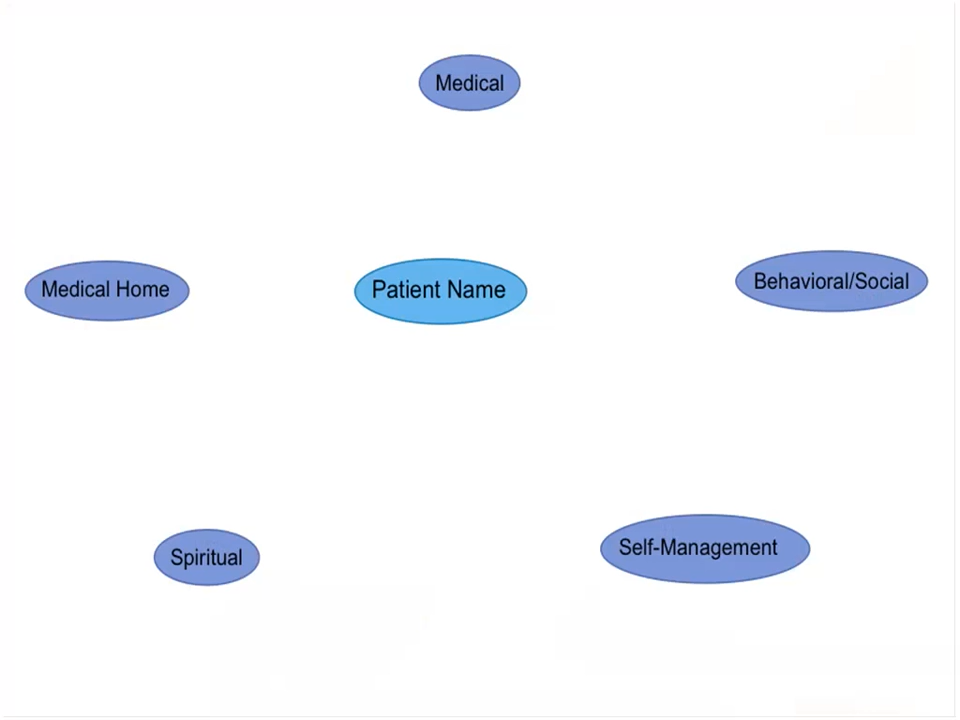 Medical
Medical Home
Patient Name
Behavioral/Social
Spiritual
Self-Management